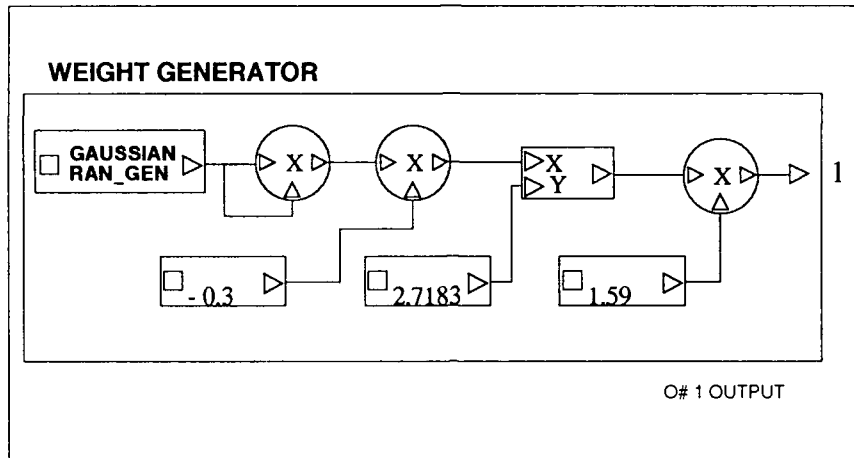 WEIGHT GENERATOR
GAUSSIAN
RAN_GEN
X
X
X
Y
X
1
- 0.3
2.7183
1.59
O# 1 OUTPUT